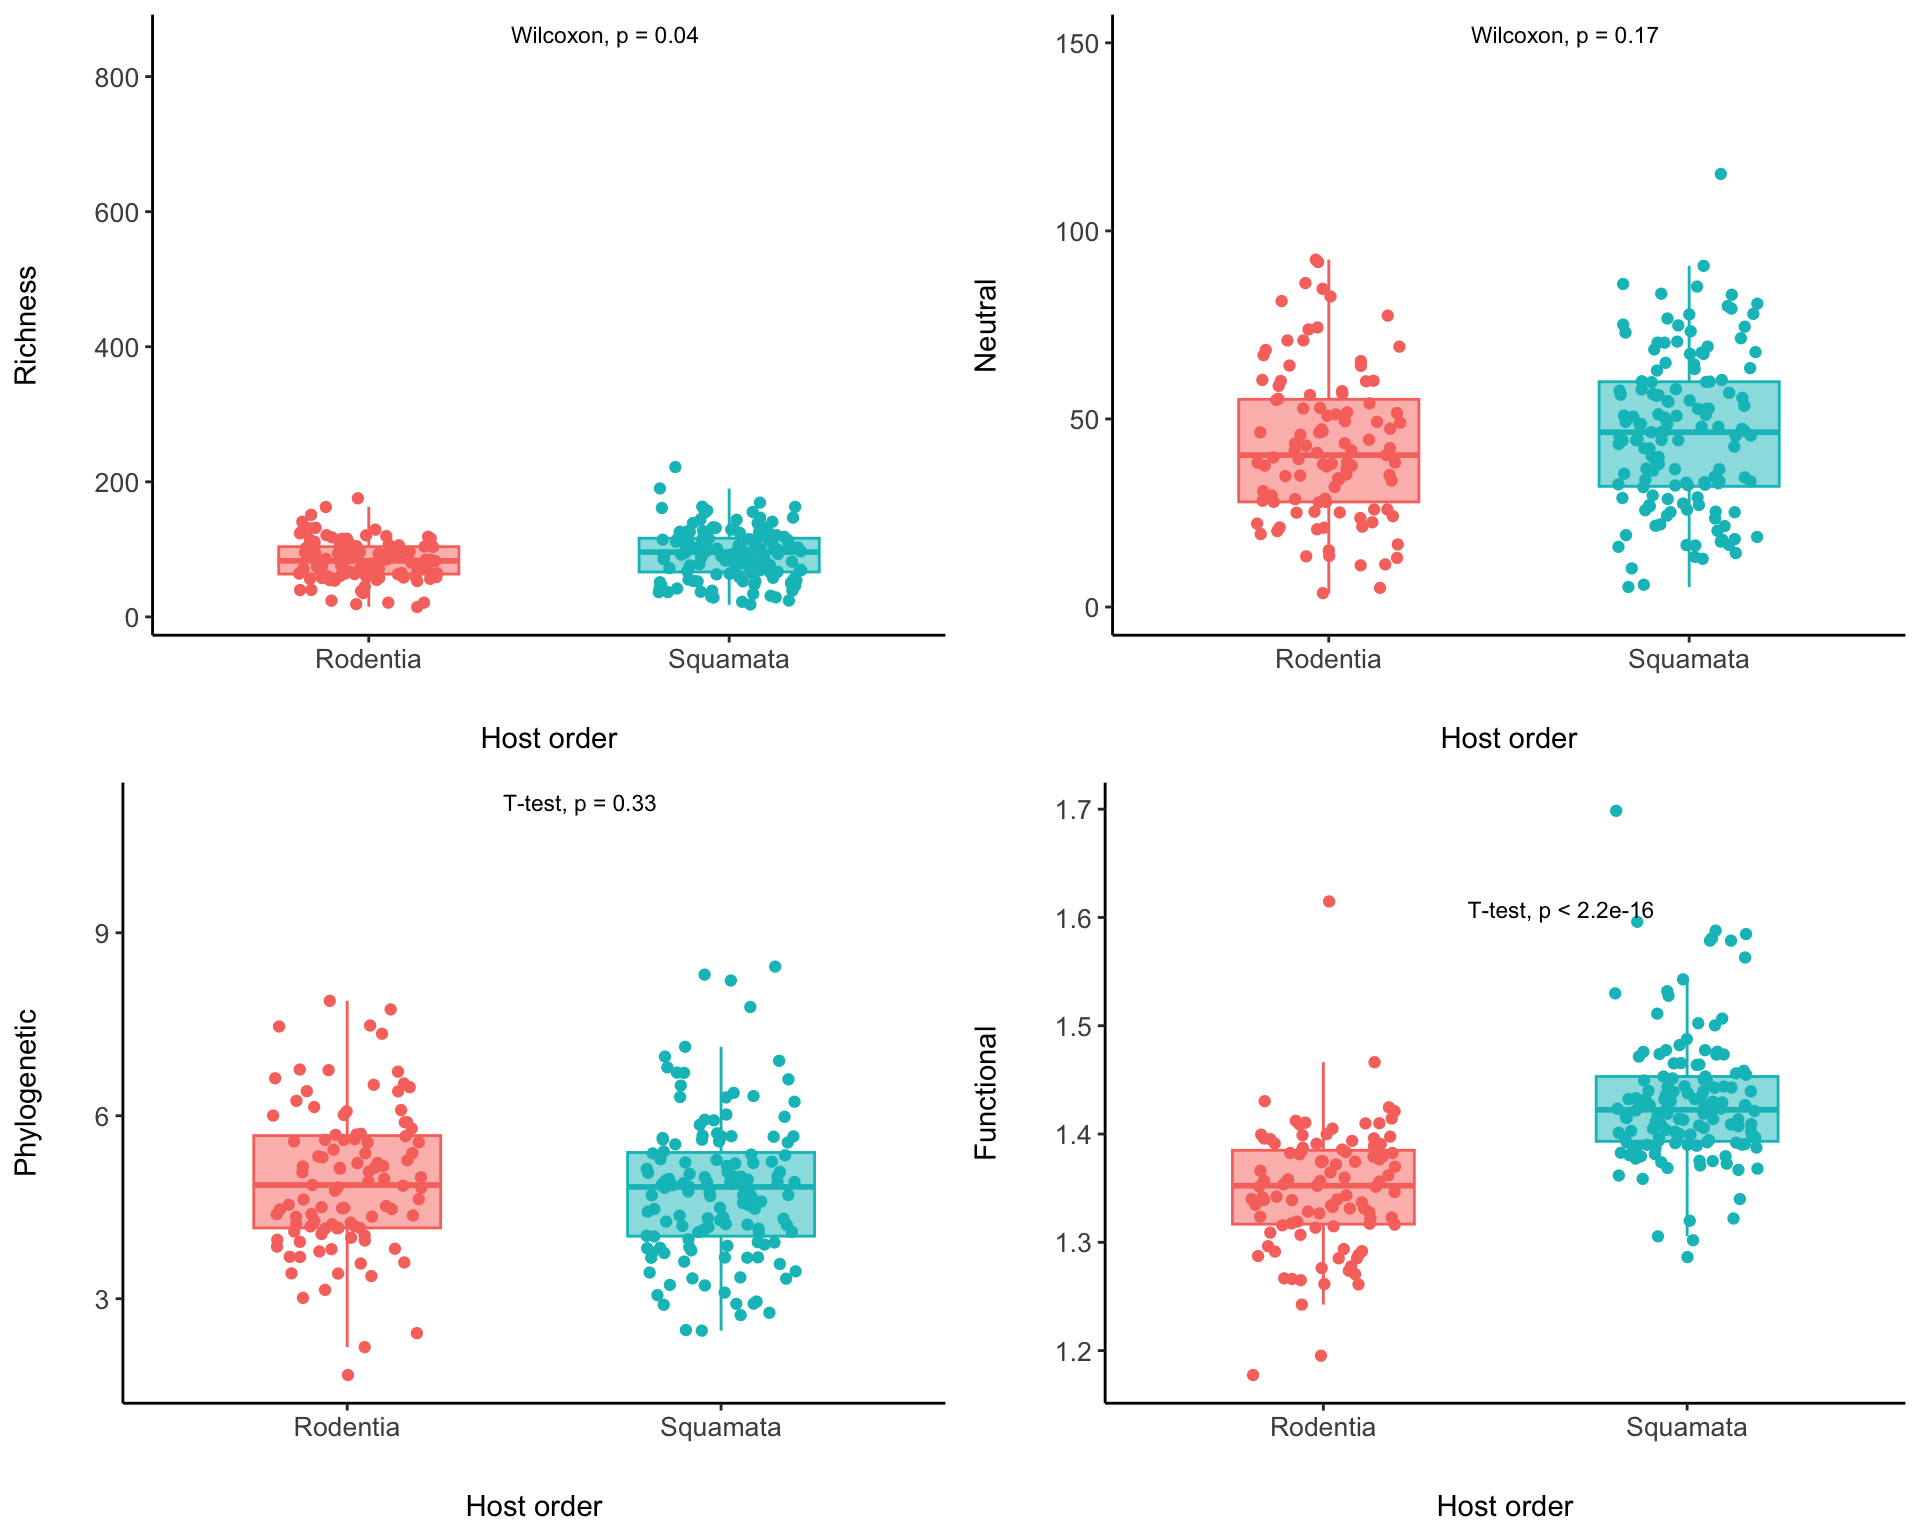 Wilcoxon, p = 0.04
800
600
400
200
0
Richness
Rodentia
Squamata
Host order
Wilcoxon, p = 0.17
150
100
50
0
Neutral
Rodentia
Squamata
Host order
T-test, p = 0.33
9
6
3
Phylogenetic
Rodentia
Squamata
Host order
T-test, p < 2.2e-16
1.7
1.6
1.5
1.4
1.3
1.2
Functional
Rodentia
Squamata
Host order